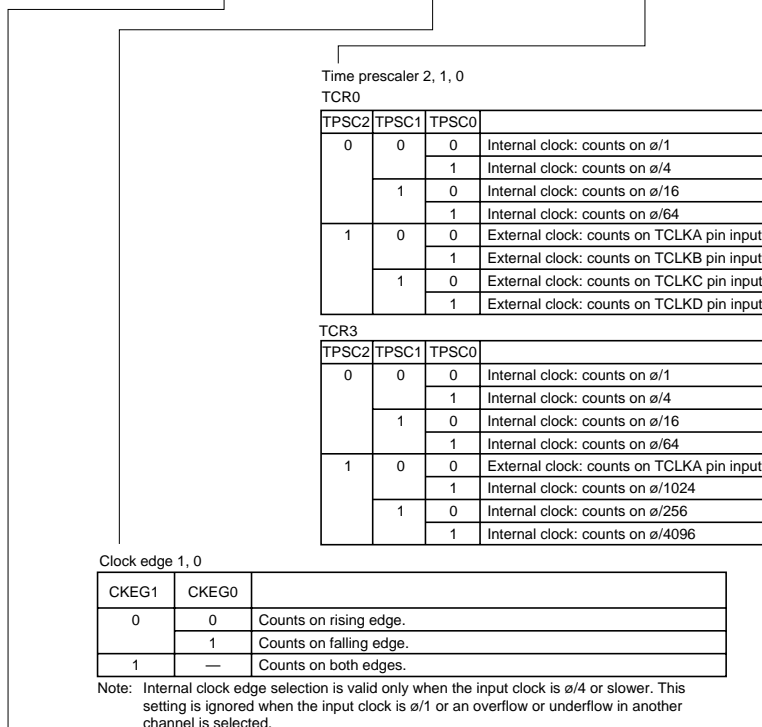 Time prescaler 2, 1, 0
TCR0
TPSC2 TPSC1 TPSC0
0 0 0 Internal clock: counts on ø/1
1 Internal clock: counts on ø/4
1 0 Internal clock: counts on ø/16
1 Internal clock: counts on ø/64
1 0 0 External clock: counts on TCLKA pin input
1 External clock: counts on TCLKB pin input
1 0 External clock: counts on TCLKC pin input
1 External clock: counts on TCLKD pin input
TCR3
TPSC2 TPSC1 TPSC0
0 0 0 Internal clock: counts on ø/1
1 Internal clock: counts on ø/4
1 0 Internal clock: counts on ø/16
1 Internal clock: counts on ø/64
1 0 0 External clock: counts on TCLKA pin input
1 Internal clock: counts on ø/1024
1 0 Internal clock: counts on ø/256
1 Internal clock: counts on ø/4096
Clock edge 1, 0
CKEG1 CKEG0
0 0 Counts on rising edge.
1 Counts on falling edge.
1 — Counts on both edges.
Note: Internal clock edge selection is valid only when the input clock is ø/4 or slower. This
setting is ignored when the input clock is ø/1 or an overflow or underflow in another
channel is selected.